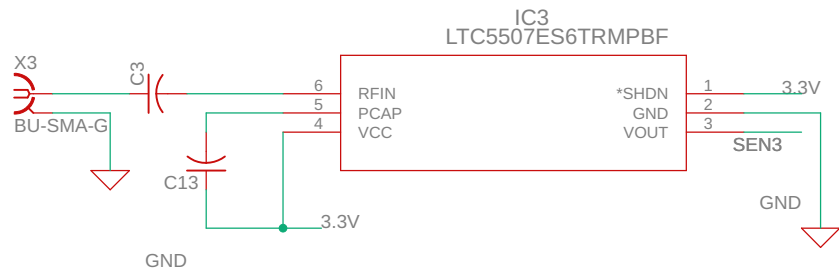 IC3
LTC5507ES6TRMPBF
X3
C3
BU-SMA-G
6 RFIN
5 PCAP
4 VCC
*SHDN 1 3.3V
GND 2
VOUT 3
SEN3
C13
GND
3.3V
GND